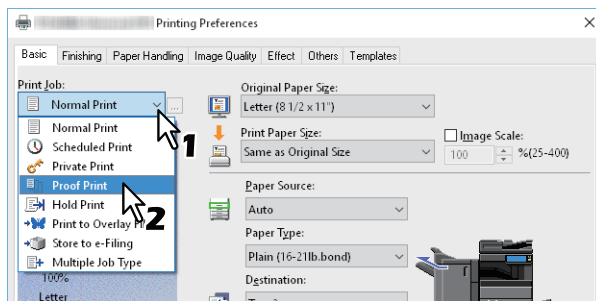 Printing Preferences
Basic Finishing Paper Handling Image Quality Effect Others Templates
Print Job:
Normal Print
...
Normal Print
Scheduled Print
Private Print
Proof Print
Hold Print
Print to Overlay
Store to e-Filing
Multiple Job Type
100%
Letter
1
2
Original Paper Size:
Letter (8 1/2 x 11")
Print Paper Size:
Same as Original Size
Image Scale:
100 %(25-400)
Paper Source:
Auto
Paper Type:
Plain (16-21lb.bond)
Destination: